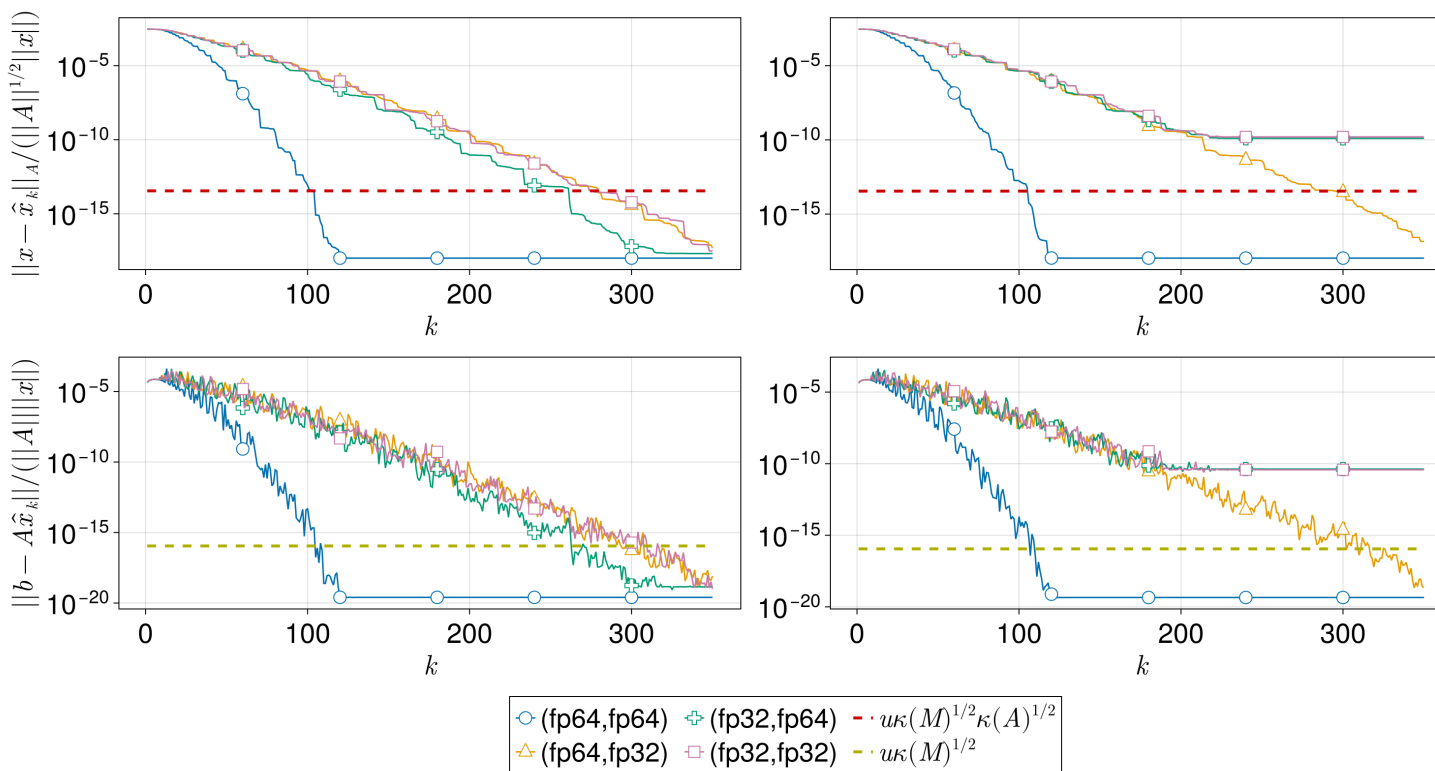 ||x − x̂_k||_A/(||A||^{1/2}||x||)
10^{−5}
10^{−10}
10^{−15}
0 100 200 300
k
10^{−5}
10^{−10}
10^{−15}
0 100 200 300
k
||b − Ax̂_k||/(||A||||x||)
10^{−5}
10^{−10}
10^{−15}
10^{−20}
0 100 200 300
k
10^{−5}
10^{−10}
10^{−15}
10^{−20}
0 100 200 300
k
(fp64,fp64) (fp32,fp64) uκ(M)^{1/2}κ(A)^{1/2}
(fp64,fp32) (fp32,fp32) uκ(M)^{1/2}